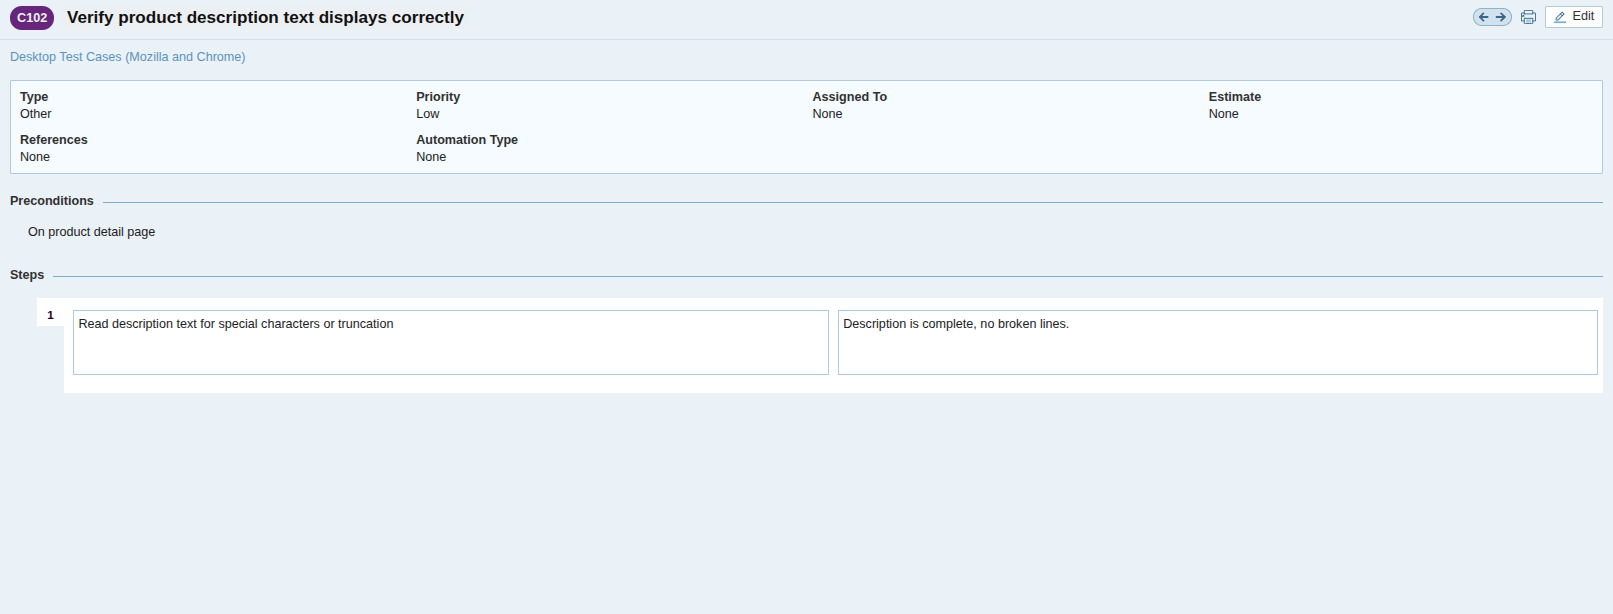 C102 Verify product description text displays correctly
Edit
Desktop Test Cases (Mozilla and Chrome)
Type Priority Assigned To Estimate
Other Low None None
References Automation Type
None None
Preconditions
On product detail page
Steps
1
Read description text for special characters or truncation
Description is complete, no broken lines.